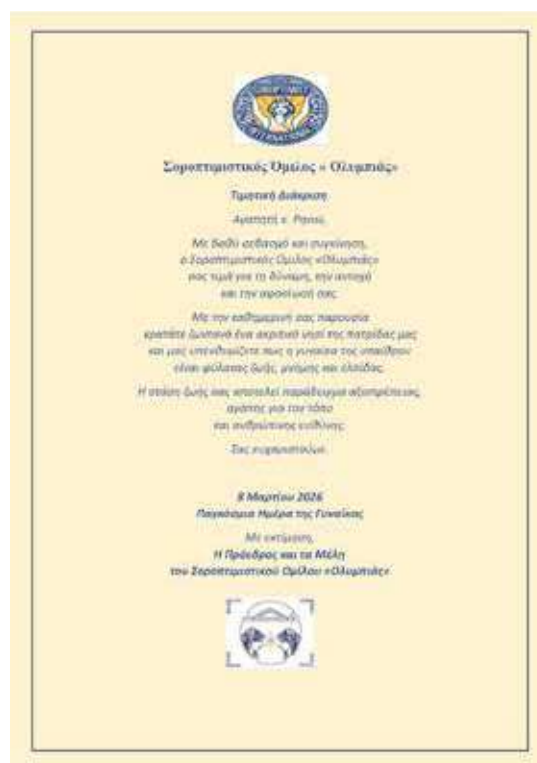 SOROPTIMIST
INTERNATIONAL
Σοροπτιμιστικός Όμιλος « Ολυμπιάς»
Τιμητική Διάκριση
Αγαπητή κ.
Με βαθύ σεβασμό και συγκίνηση,
ο Σοροπτιμιστικός Όμιλος «Ολυμπιάς»
σας τιμά για τη δύναμη, την αντοχή
και την αφοσίωσή σας.
Με την καθημερινή σας παρουσία
κρατάτε ζωντανό ένα ακριτικό νησί της πατρίδας μας
και μας υπενθυμίζετε πως η γυναίκα της υπαίθρου
είναι φύλακας ζωής, μνήμης και ελπίδας.
Η στάση ζωής σας αποτελεί παράδειγμα αξιοπρέπειας,
αγάπης για τον τόπο
και ανθρώπινης ευθύνης.
Σας ευχαριστούμε.
8 Μαρτίου 2026
Παγκόσμια Ημέρα της Γυναίκας
Με εκτίμηση,
Η Πρόεδρος και τα Μέλη
του Σοροπτιμιστικού Ομίλου «Ολυμπιάς»